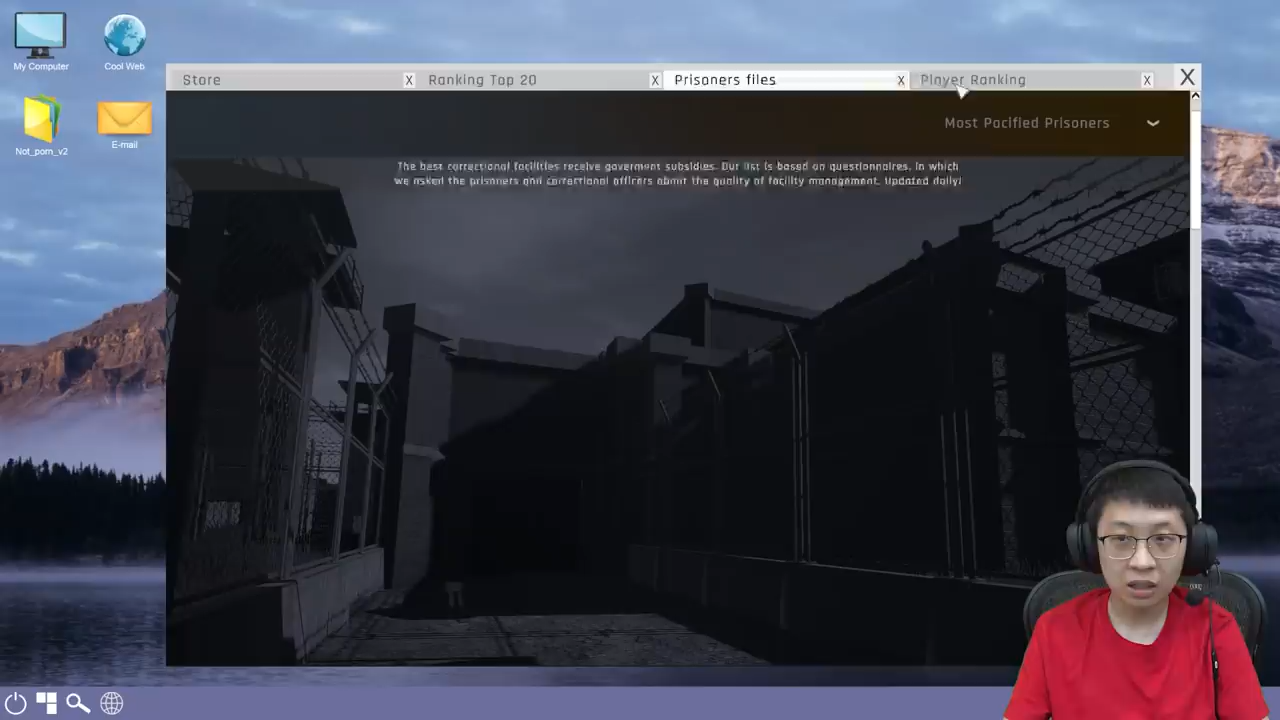 My Computer
Cool Web
Not_porn_v2
E-mail
Store X
Ranking Top 20 X
Prisoners files X
Player Ranking X
X
Most Pacified Prisoners
The best correctional facilities receive goverment subsidies. Our list is based on questionnaires. In which
we asked the prisoners and correctional officers about the quality of facility management. Updated daily!